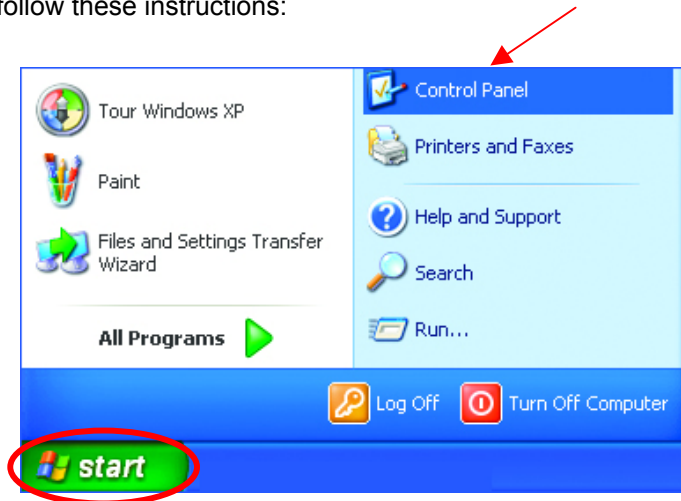 follow these instructions:
Tour Windows XP
Paint
Files and Settings Transfer
Wizard
All Programs
Control Panel
Printers and Faxes
Help and Support
Search
Run...
Log Off
Turn Off Computer
start